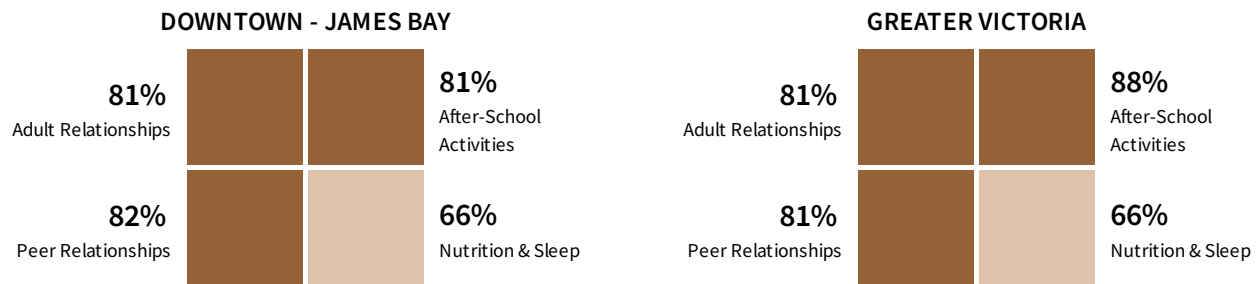 DOWNTOWN - JAMES BAY
81%
Adult Relationships
81%
After-School
Activities
82%
Peer Relationships
66%
Nutrition & Sleep
GREATER VICTORIA
81%
Adult Relationships
88%
After-School
Activities
81%
Peer Relationships
66%
Nutrition & Sleep